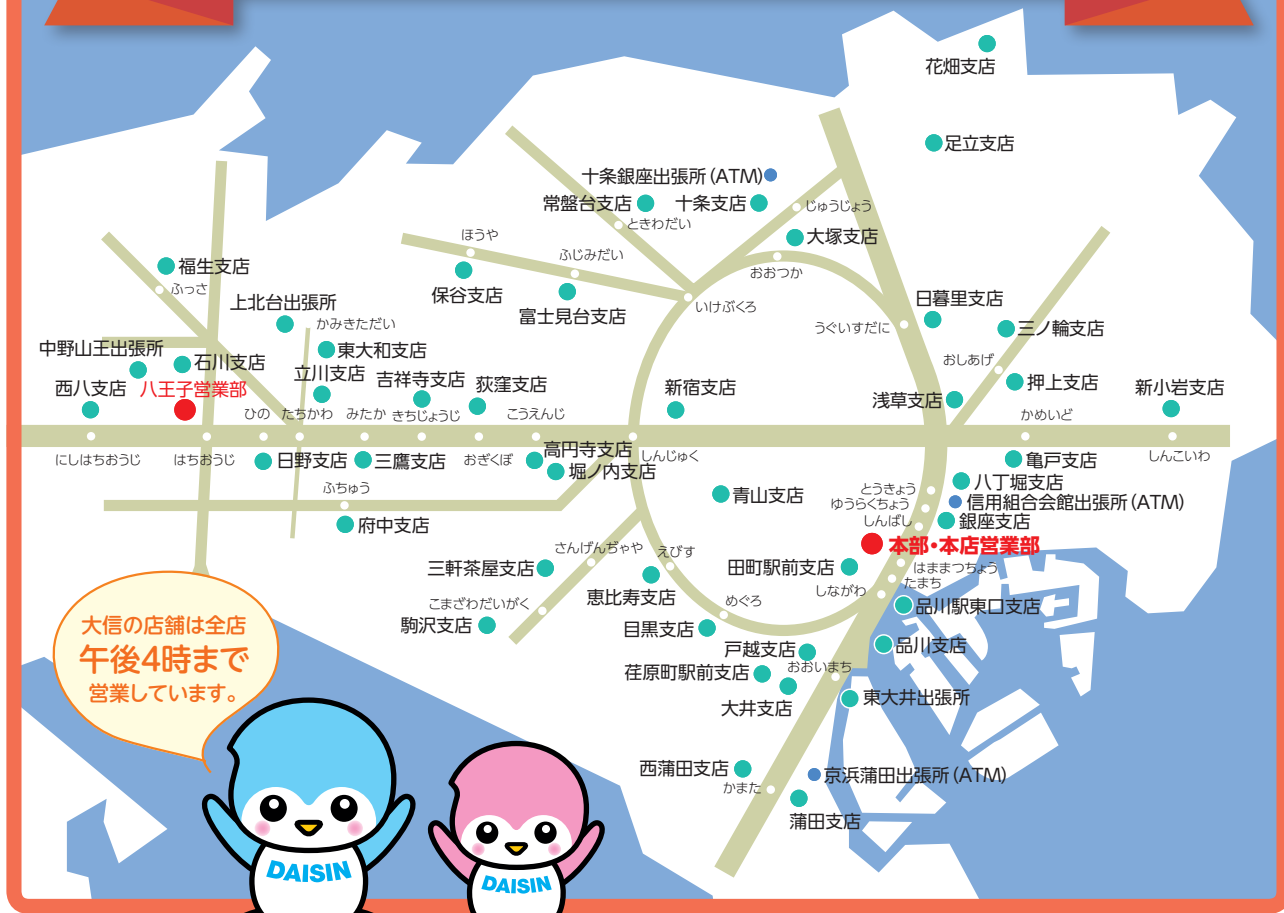 花畑支店
足立支店
十条銀座出張所（ATM）
常盤台支店
十条支店
じゅうじょう
ときわだい
大塚支店
おおつか
ほうや
ふじみだい
保谷支店
富士見台支店
いけぶくろ
福生支店
ふっさ
上北台出張所
かみきただい
日暮里支店
うぐいすだに
三ノ輪支店
おしあげ
中野山王出張所
石川支店
東大和支店
立川支店
吉祥寺支店
荻窪支店
新宿支店
押上支店
新小岩支店
西八支店
八王子営業部
浅草支店
ひの
たちかわ
みたか
きちじょうじ
こうえんじ
かめいど
にしはちおうじ
はちおうじ
日野支店
三鷹支店
おぎくぼ
高円寺支店
堀ノ内支店
しんじゅく
亀戸支店
しんこいわ
ふちゅう
府中支店
青山支店
とうきょう
ゆうらくちょう
しんばし
八丁堀支店
信用組合会館出張所（ATM）
銀座支店
本部・本店営業部
さんげんぢゃや
えびす
三軒茶屋支店
恵比寿支店
田町駅前支店
はままつちょう
たまち
しながわ
こまざわだいがく
駒沢支店
めぐろ
目黒支店
品川駅東口支店
戸越支店
品川支店
荏原町駅前支店
おおいまち
大井支店
東大井出張所
西蒲田支店
かまた
京浜蒲田出張所（ATM）
蒲田支店
大信の店舗は全店
午後4時まで
営業しています。
DAISIN
DAISIN